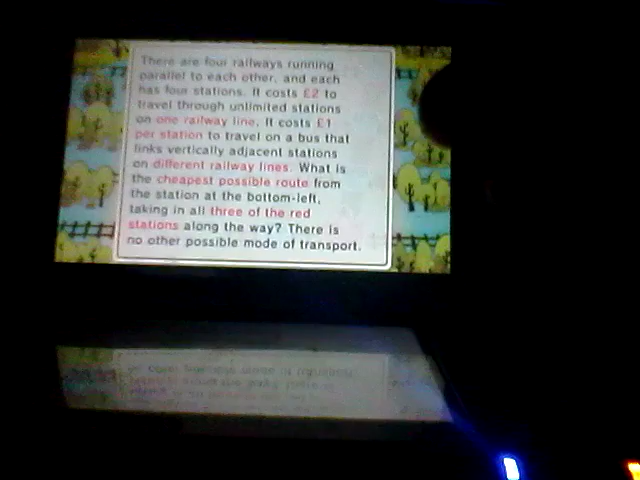 There are four railways running
parallel to each other, and each
has four stations. It costs £2 to
travel through unlimited stations
on one railway line. It costs £1
per station to travel on a bus that
links vertically adjacent stations
on different railway lines. What is
the cheapest possible route from
the station at the bottom-left,
taking in all three of the red
stations along the way? There is
no other possible mode of transport.